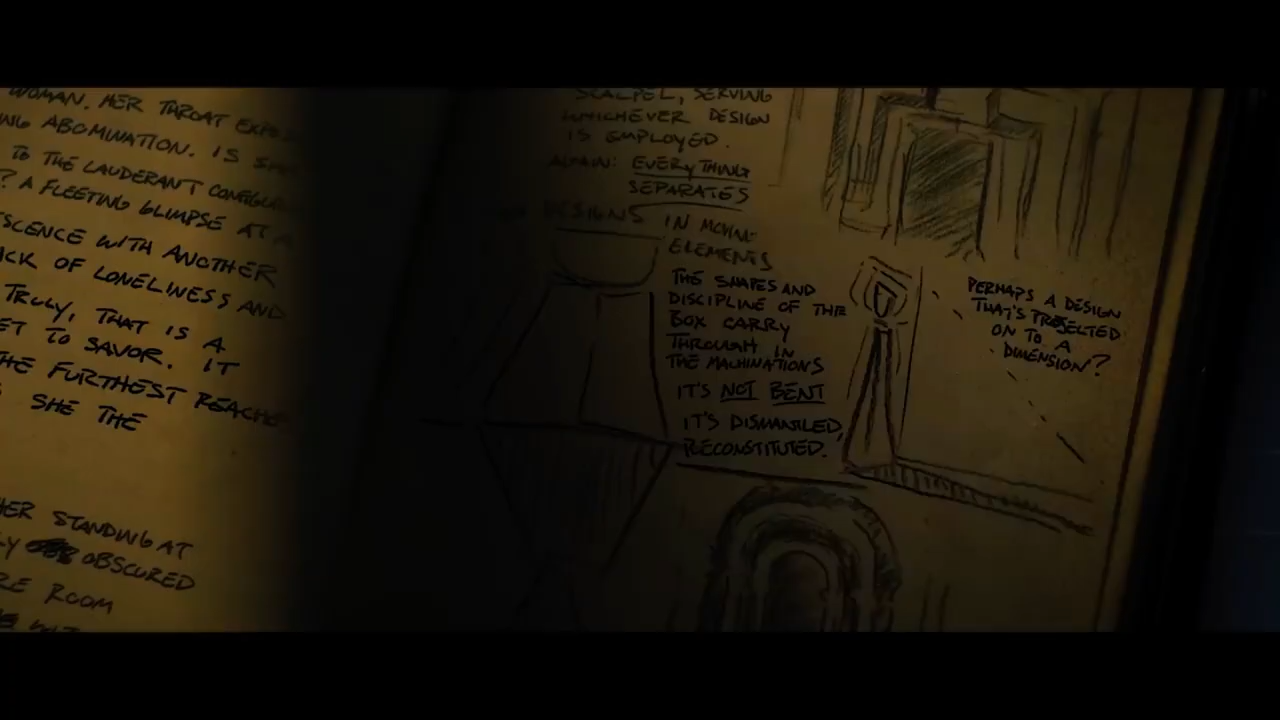 WOMAN. HER THROAT
ABOMINATION. IS
TO THE LAUDERANT
? A FLEETING GLIMPSE AT A
WITH ANOTHER
OF LONELINESS AND
TRULY, THAT IS A
TO SAVOR. IT
THE FURTHEST
SHE THE
STANDING AT
OBSCURED
ROOM
SCALPEL, SERVING
WHICHEVER DESIGN
IS EMPLOYED.
AGAIN: EVERYTHING
SEPARATES
DESIGNS IN
ELEMENTS
THE SHAPES AND
DISCIPLINE OF THE
BOX CARRY
THROUGH IN
THE MACHINATIONS
IT'S NOT BENT
IT'S DISMANTLED,
RECONSTITUTED.
PERHAPS A DESIGN
THAT'S PROJECTED
ON TO A
DIMENSION?